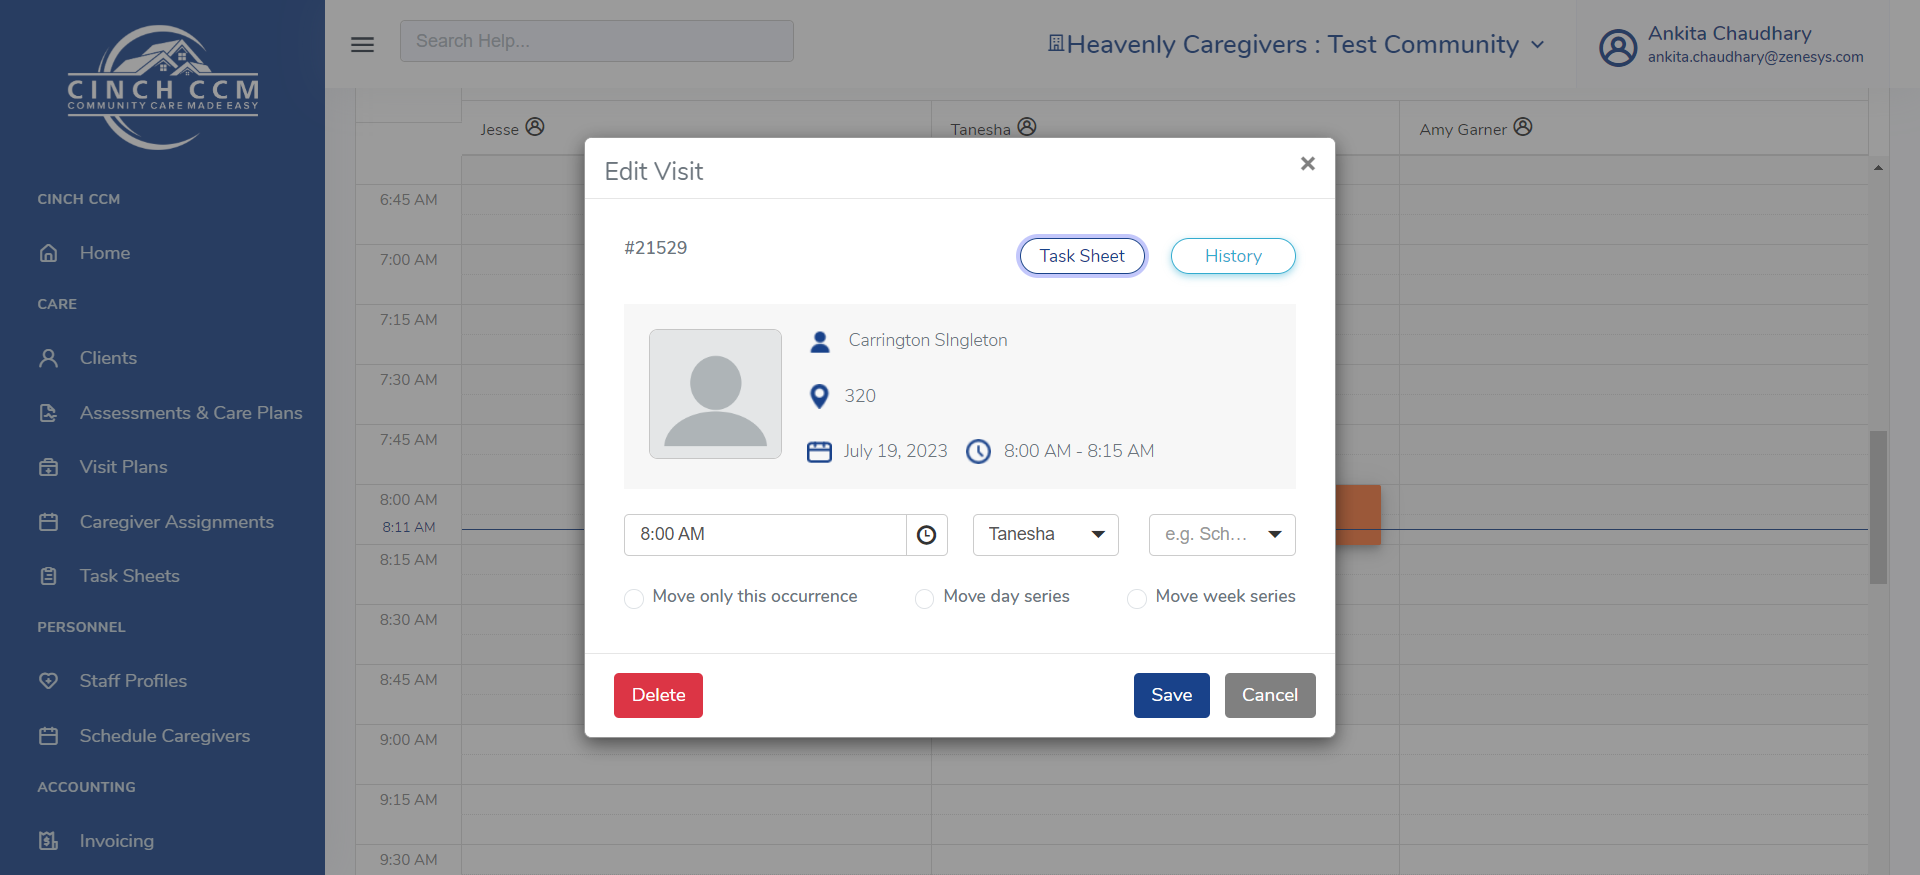 CINCH CCM
COMMUNITY CARE MADE EASY
CINCH CCM
Home
CARE
Clients
Assessments & Care Plans
Visit Plans
Caregiver Assignments
Task Sheets
PERSONNEL
Staff Profiles
Schedule Caregivers
ACCOUNTING
Invoicing
Search Help...
Heavenly Caregivers : Test Community
Ankita Chaudhary
ankita.chaudhary@zenesys.com
Jesse
Tanesha
Amy Garner
6:45 AM
7:00 AM
7:15 AM
7:30 AM
7:45 AM
8:00 AM
8:11 AM
8:15 AM
8:30 AM
8:45 AM
9:00 AM
9:15 AM
9:30 AM
Edit Visit
×
#21529
Task Sheet
History
Carrington SIngleton
320
July 19, 2023
8:00 AM - 8:15 AM
8:00 AM
Tanesha
e.g. Sch...
Move only this occurrence
Move day series
Move week series
Delete
Save
Cancel